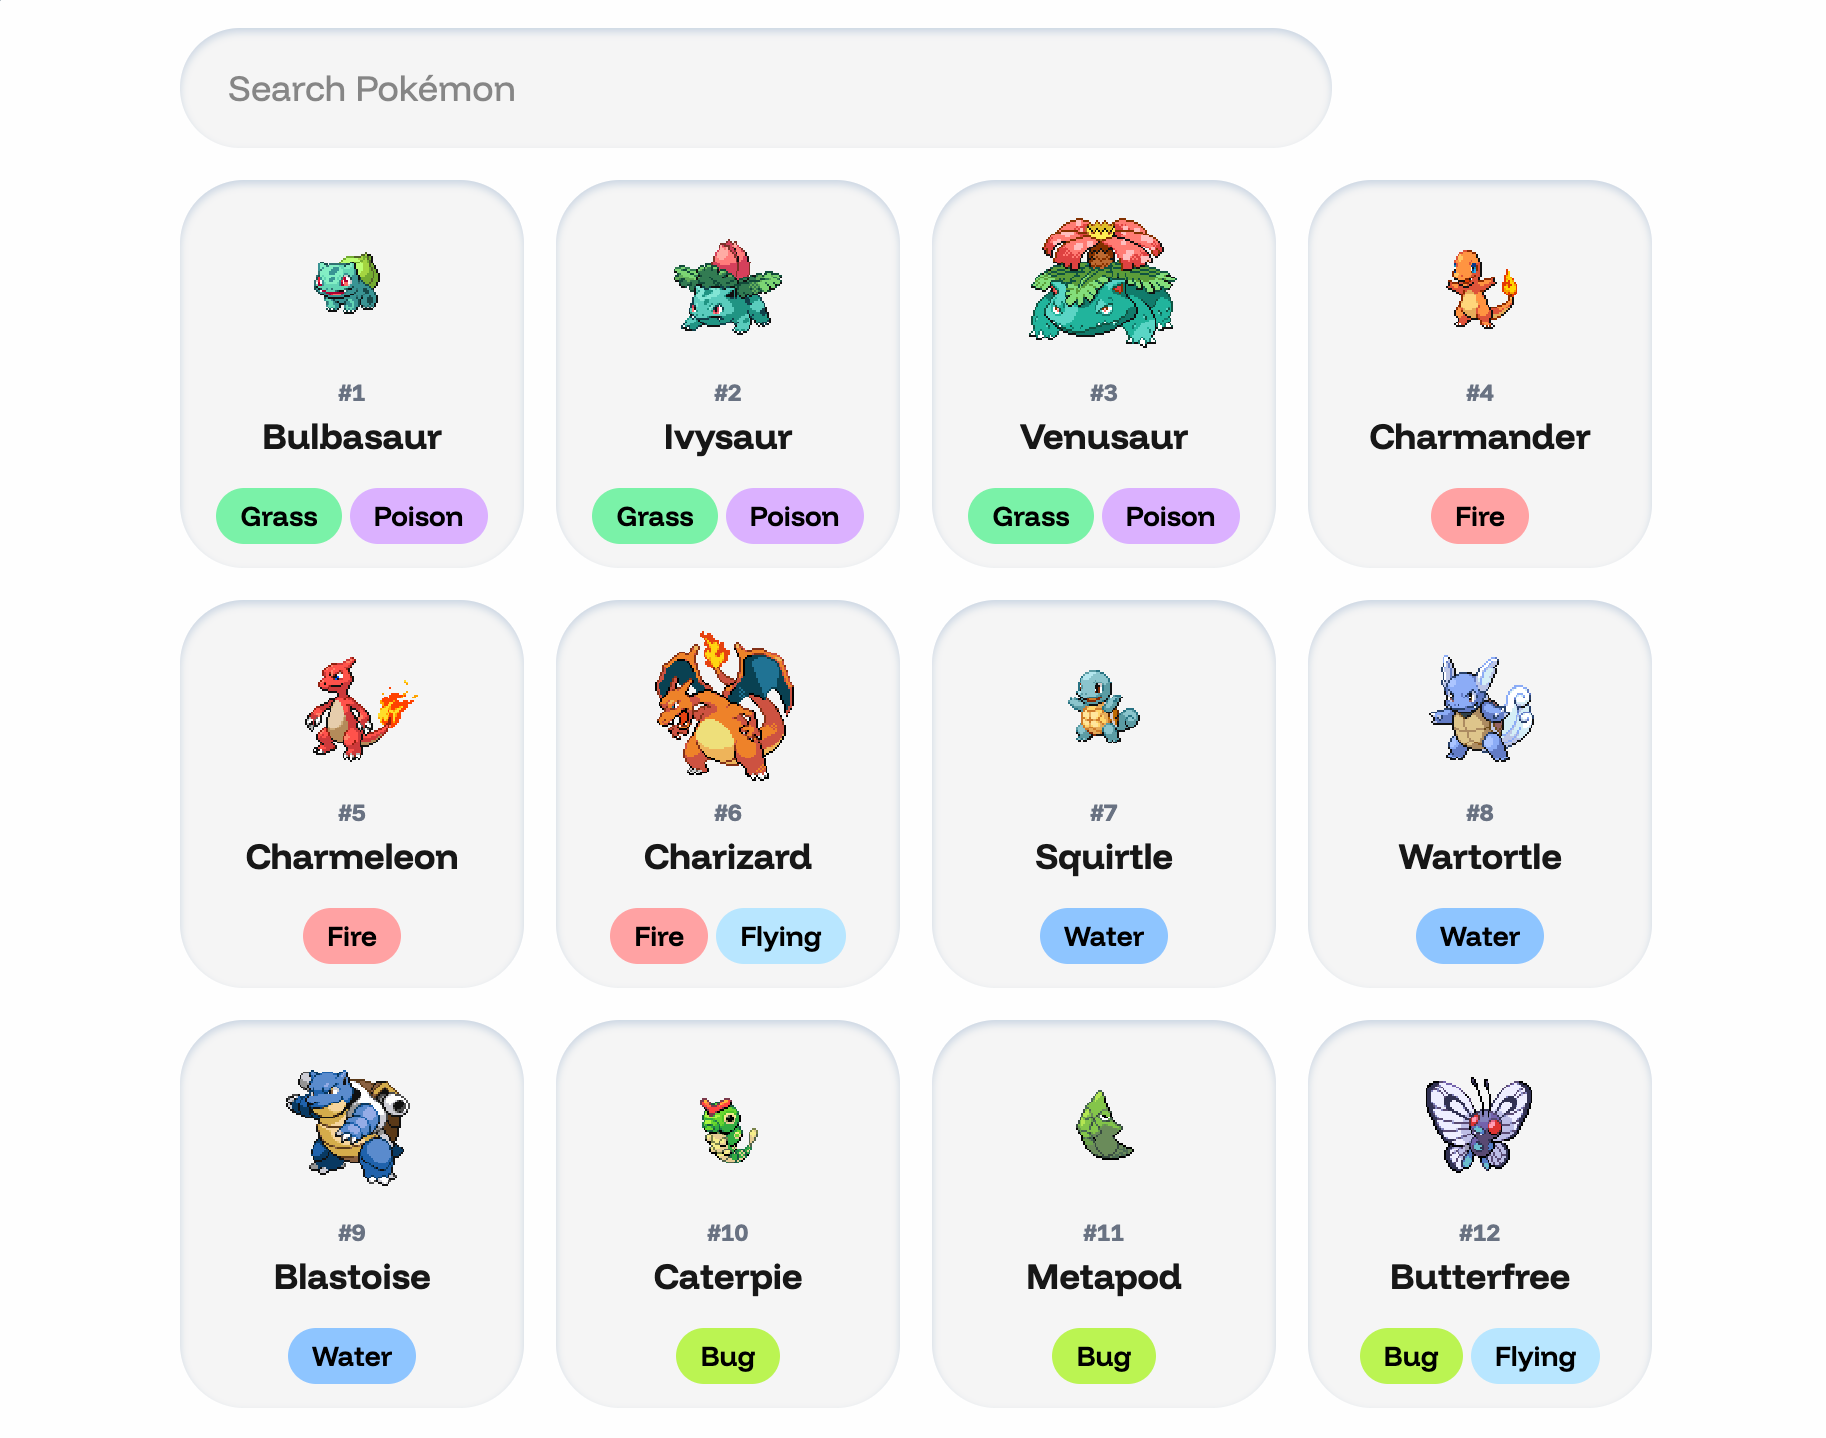 Search Pokémon
#1
Bulbasaur
Grass Poison
#2
Ivysaur
Grass Poison
#3
Venusaur
Grass Poison
#4
Charmander
Fire
#5
Charmeleon
Fire
#6
Charizard
Fire Flying
#7
Squirtle
Water
#8
Wartortle
Water
#9
Blastoise
Water
#10
Caterpie
Bug
#11
Metapod
Bug
#12
Butterfree
Bug Flying